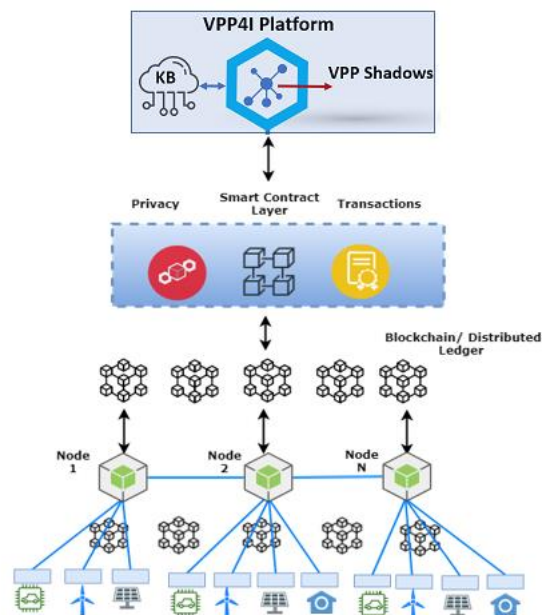 VPP4I Platform
KB
VPP Shadows
Privacy
Smart Contract
Layer
Transactions
Blockchain/ Distributed
Ledger
Node
1
Node
2
Node
N